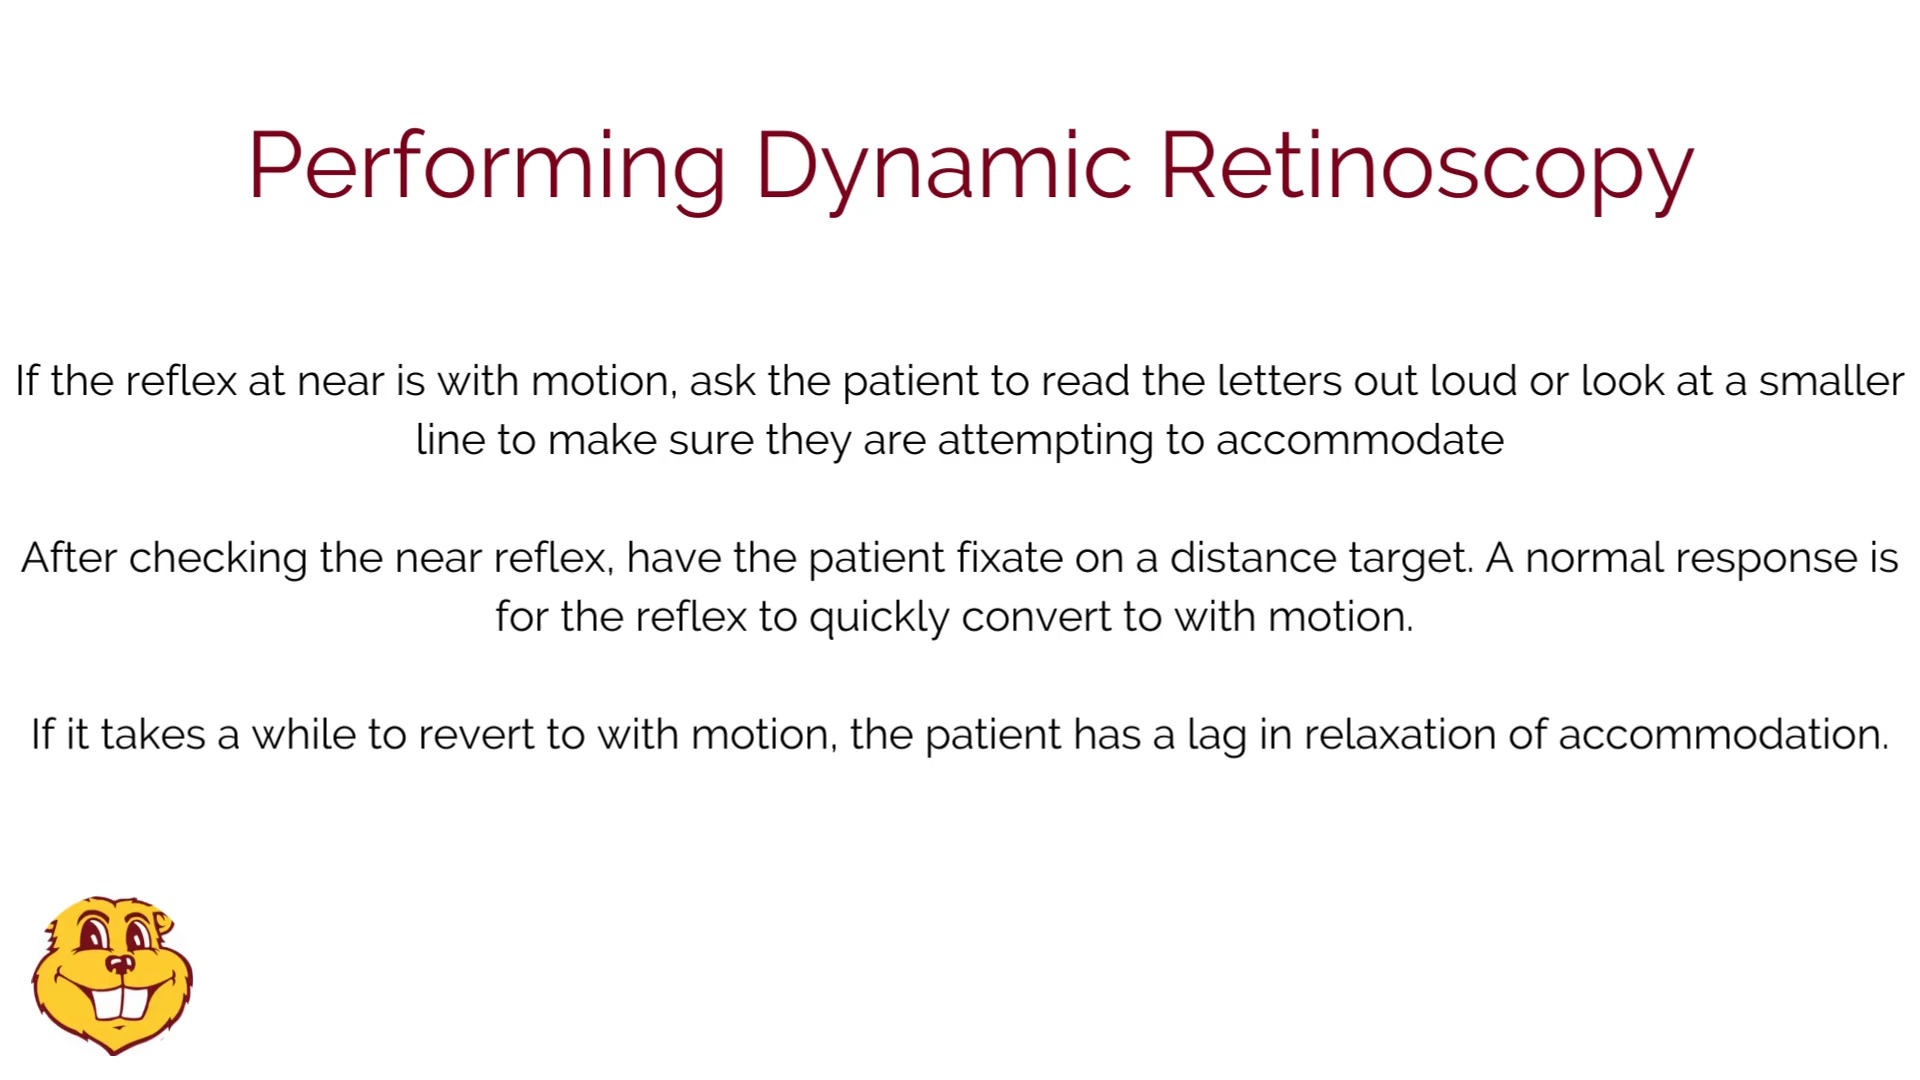 Performing Dynamic Retinoscopy
If the reflex at near is with motion, ask the patient to read the letters out loud or look at a smaller
line to make sure they are attempting to accommodate
After checking the near reflex, have the patient fixate on a distance target. A normal response is
for the reflex to quickly convert to with motion.
If it takes a while to revert to with motion, the patient has a lag in relaxation of accommodation.